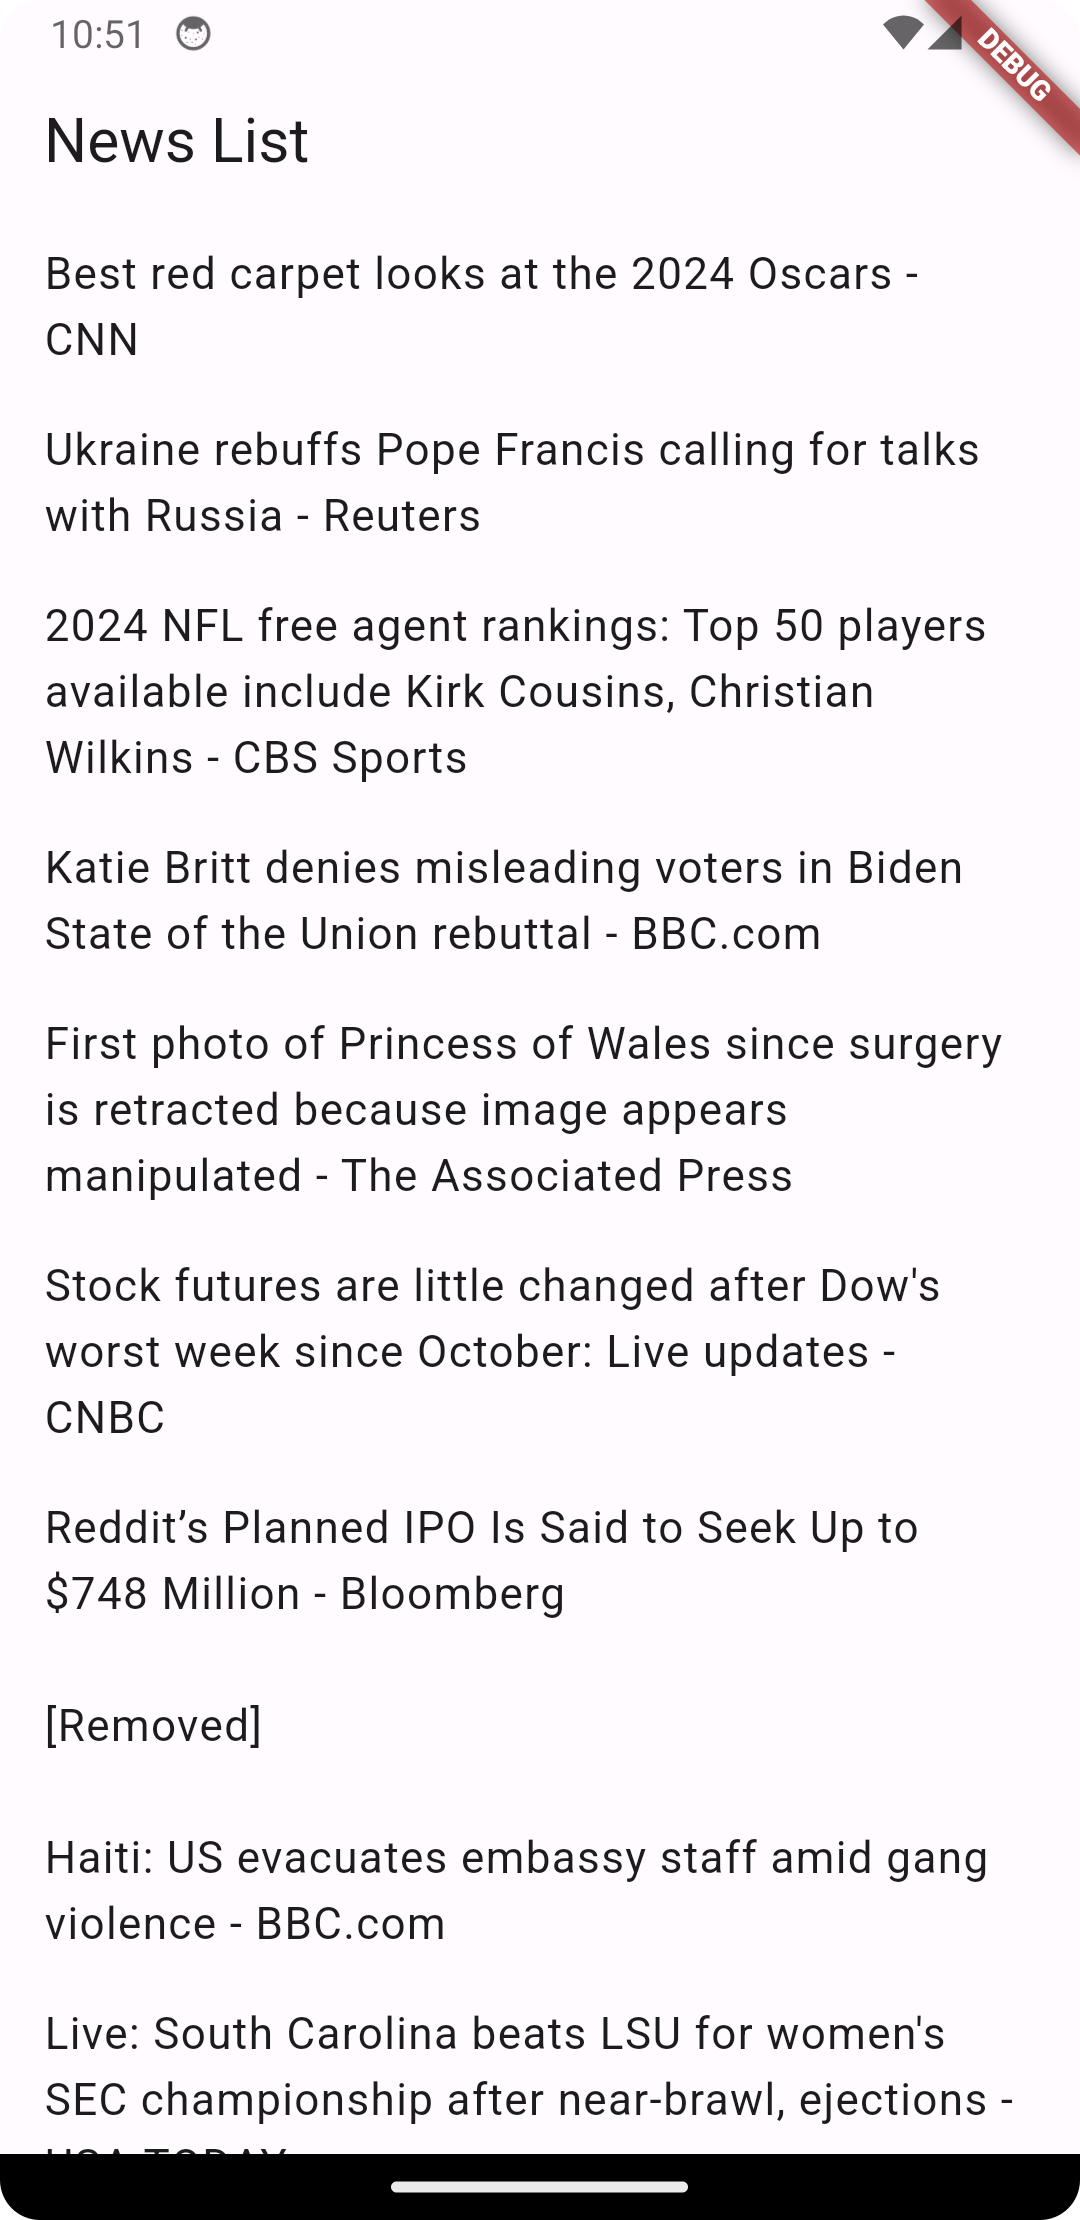 10:51
DEBUG
News List
Best red carpet looks at the 2024 Oscars -
CNN
Ukraine rebuffs Pope Francis calling for talks
with Russia - Reuters
2024 NFL free agent rankings: Top 50 players
available include Kirk Cousins, Christian
Wilkins - CBS Sports
Katie Britt denies misleading voters in Biden
State of the Union rebuttal - BBC.com
First photo of Princess of Wales since surgery
is retracted because image appears
manipulated - The Associated Press
Stock futures are little changed after Dow's
worst week since October: Live updates -
CNBC
Reddit’s Planned IPO Is Said to Seek Up to
$748 Million - Bloomberg
[Removed]
Haiti: US evacuates embassy staff amid gang
violence - BBC.com
Live: South Carolina beats LSU for women's
SEC championship after near-brawl, ejections -
USA TODAY